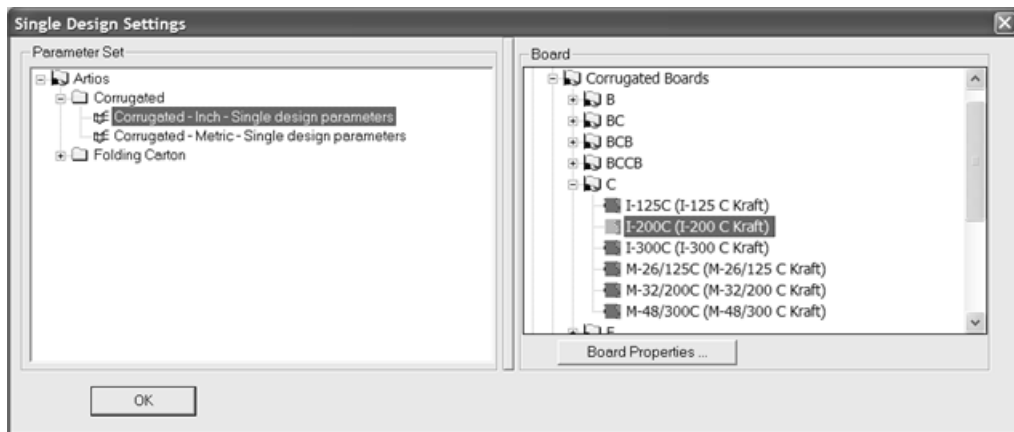 Single Design Settings
Parameter Set
Artios
Corrugated
Corrugated - Inch - Single design parameters
Corrugated - Metric - Single design parameters
Folding Carton
Board
Corrugated Boards
B
BC
BCB
BCCB
C
I-125C (I-125 C Kraft)
I-200C (I-200 C Kraft)
I-300C (I-300 C Kraft)
M-26/125C (M-26/125 C Kraft)
M-32/200C (M-32/200 C Kraft)
M-48/300C (M-48/300 C Kraft)
Board Properties ...
OK